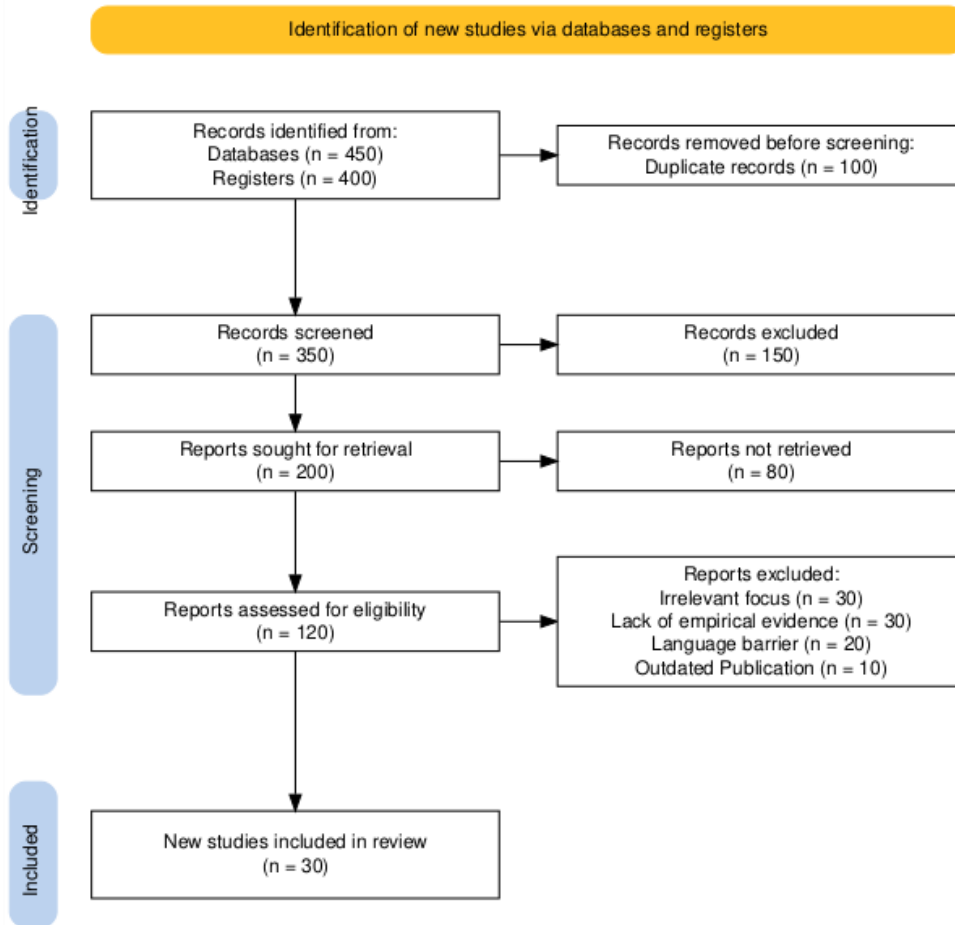 Identification of new studies via databases and registers
Identification
Records identified from:
Databases (n = 450)
Registers (n = 400)
Records removed before screening:
Duplicate records (n = 100)
Screening
Records screened
(n = 350)
Records excluded
(n = 150)
Reports sought for retrieval
(n = 200)
Reports not retrieved
(n = 80)
Reports assessed for eligibility
(n = 120)
Reports excluded:
Irrelevant focus (n = 30)
Lack of empirical evidence (n = 30)
Language barrier (n = 20)
Outdated Publication (n = 10)
Included
New studies included in review
(n = 30)